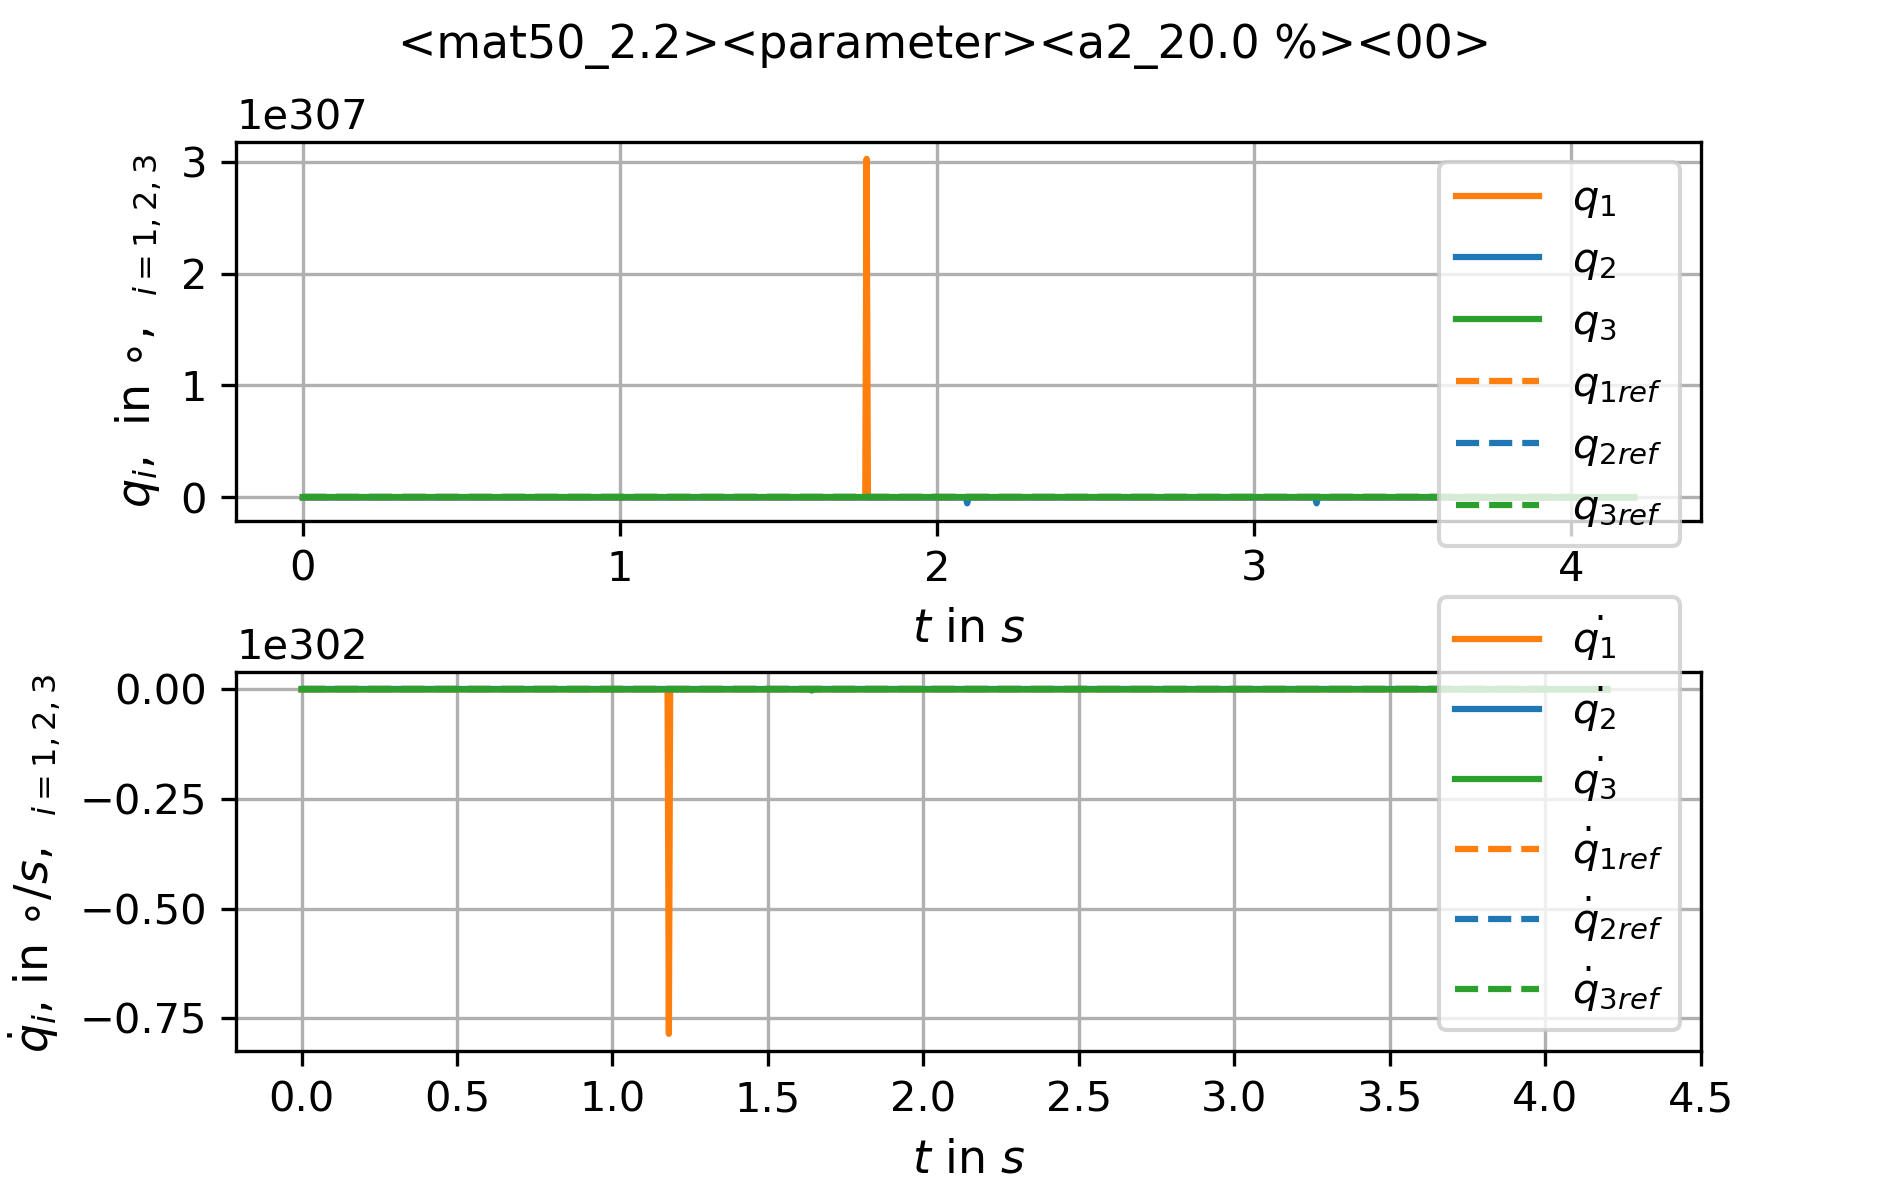 <mat50_2.2><parameter><a2_20.0 %><00>
1e307
q_i, in °, i = 1, 2, 3
3
2
1
0
0 1 2 3 4
t in s
q_1
q_2
q_3
q_1ref
q_2ref
q_3ref
1e302
q̇_i, in °/s, i = 1, 2, 3
0.00
−0.25
−0.50
−0.75
0.0 0.5 1.0 1.5 2.0 2.5 3.0 3.5 4.0 4.5
t in s
q̇_1
q̇_2
q̇_3
q̇_1ref
q̇_2ref
q̇_3ref